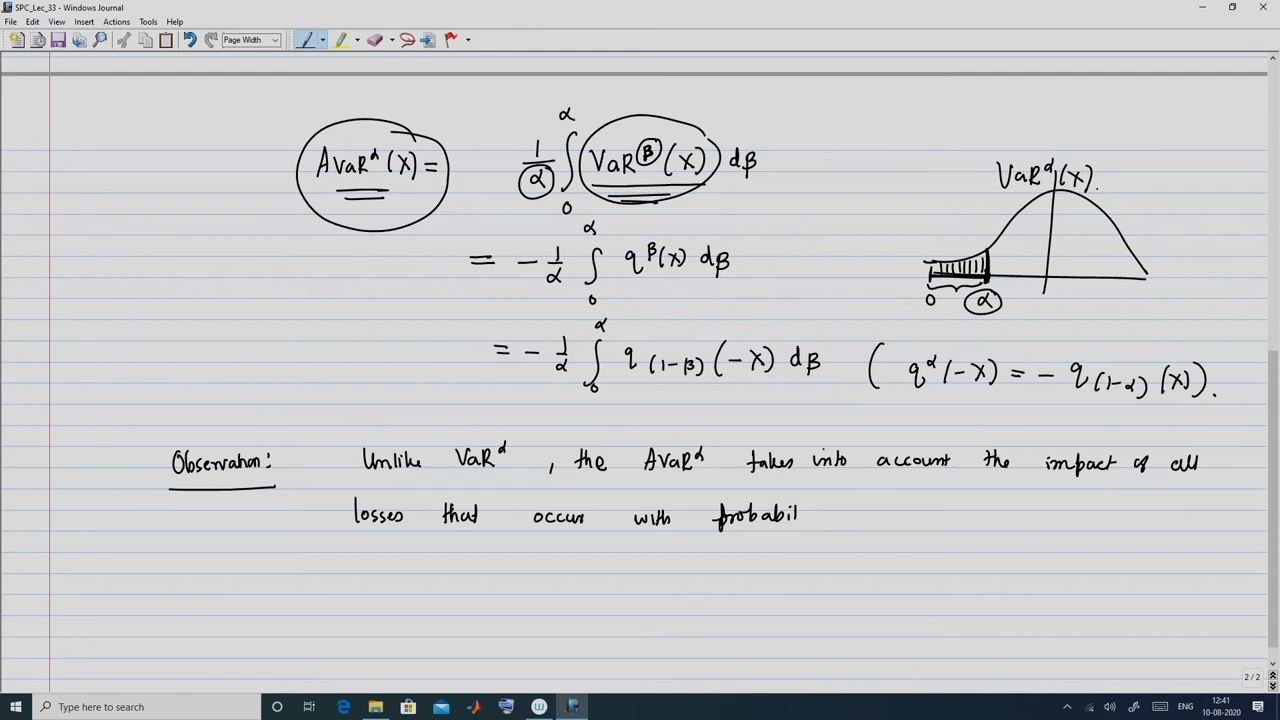 SPC_Lec_33 - Windows Journal
File Edit View Insert Actions Tools Help
Page Width
AVaR^α (X) = 1/α ∫_0^α VaR^β (X) dβ
VaR^α (X).
= - 1/α ∫_0^α q^β (X) dβ
0 α
= - 1/α ∫_0^α q_(1-β) (-X) dβ ( q^α (-X) = - q_(1-α) (X)).
Observation: Unlike VaR^α , the AVaR^α takes into account the impact of all
losses that occur with probabil
2 / 2
Type here to search
ENG
12:41
10-08-2020